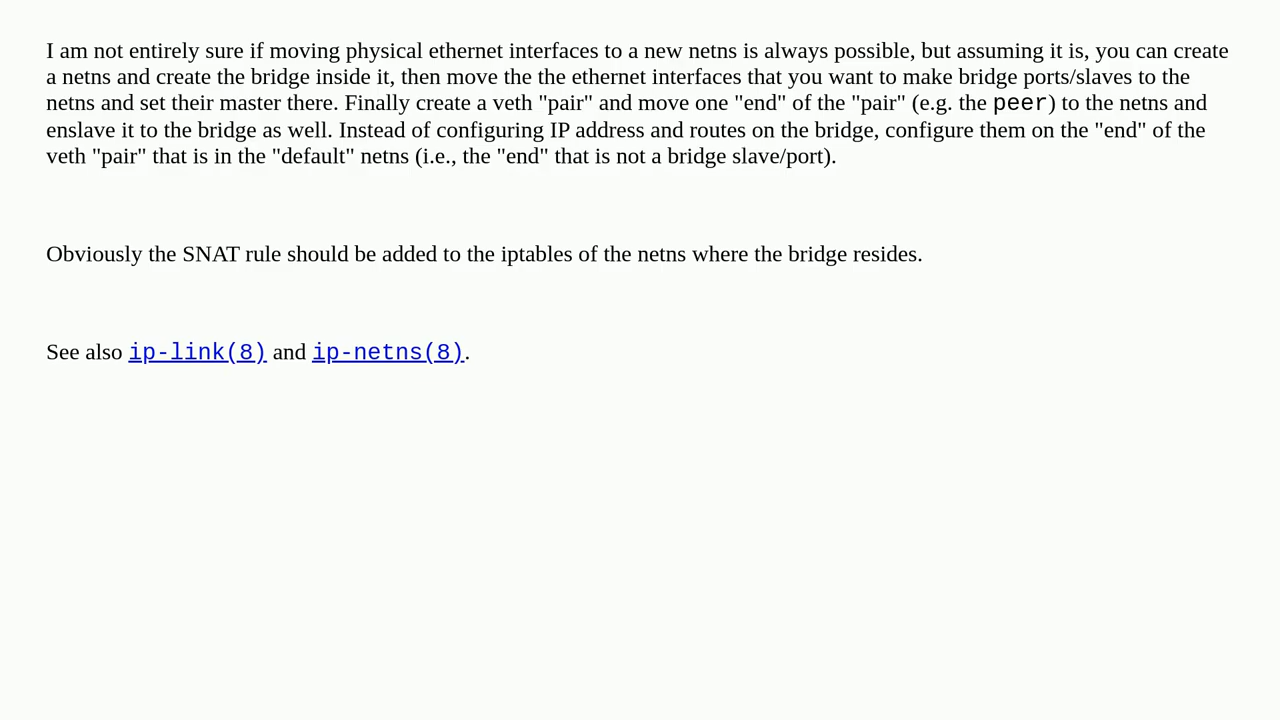 I am not entirely sure if moving physical ethernet interfaces to a new netns is always possible, but assuming it is, you can create
a netns and create the bridge inside it, then move the the ethernet interfaces that you want to make bridge ports/slaves to the
netns and set their master there. Finally create a veth "pair" and move one "end" of the "pair" (e.g. the peer) to the netns and
enslave it to the bridge as well. Instead of configuring IP address and routes on the bridge, configure them on the "end" of the
veth "pair" that is in the "default" netns (i.e., the "end" that is not a bridge slave/port).
Obviously the SNAT rule should be added to the iptables of the netns where the bridge resides.
See also ip-link(8) and ip-netns(8).